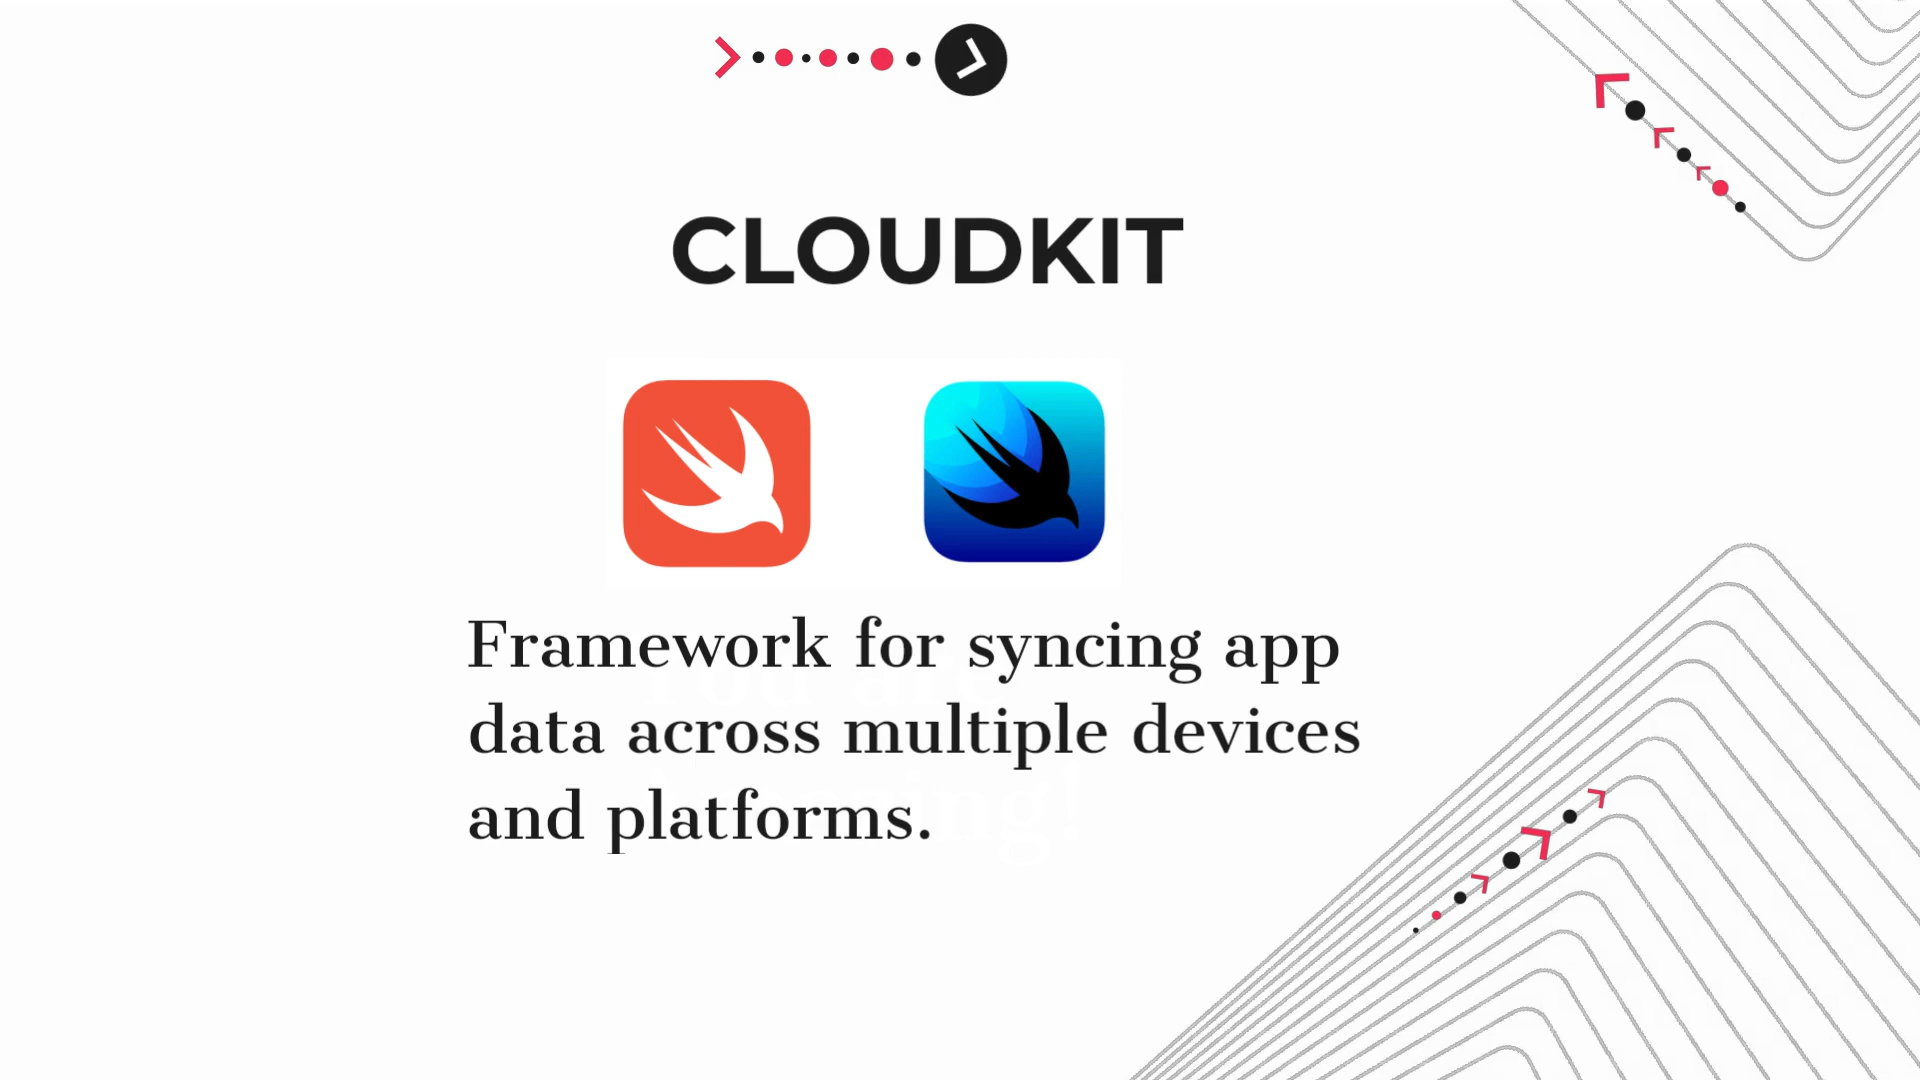 CLOUDKIT
Framework for syncing app
data across multiple devices
and platforms.